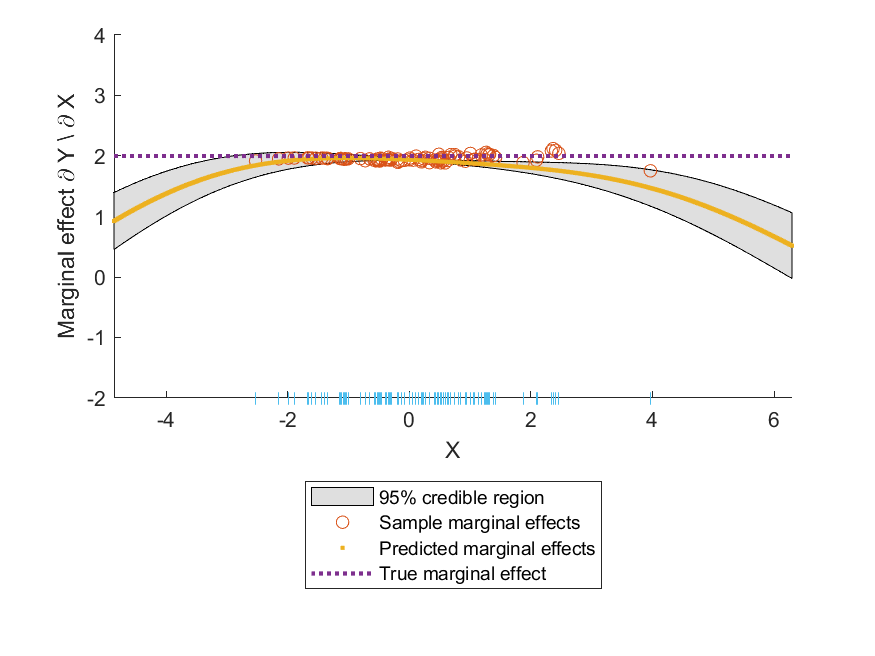 4
3
2
1
0
-1
-2
Marginal effect ∂ Y \ ∂ X
-4
-2
0
2
4
6
X
95% credible region
Sample marginal effects
Predicted marginal effects
True marginal effect